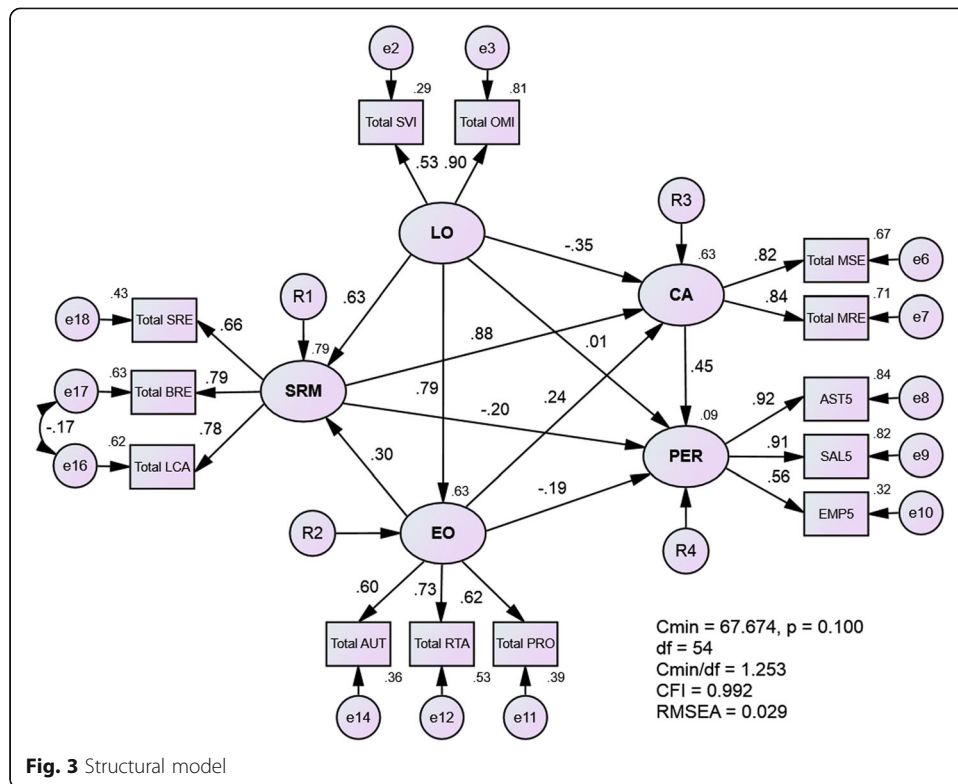 e2
e3
.29
.81
Total SVI
Total OMI
.53
.90
R3
LO
-.35
.63
CA
.82
.67
Total MSE
e6
.84
.71
Total MRE
e7
R1
.63
e18
.43
Total SRE
.66
.79
SRM
.88
.01
.45
e17
.63
Total BRE
.79
-.17
.62
e16
Total LCA
.78
.79
.24
-.20
.09
PER
.92
.84
AST5
e8
.91
.82
SAL5
e9
.56
.32
EMP5
e10
.30
-.19
.63
R2
EO
R4
.60
.73
.62
Total AUT
Total RTA
Total PRO
.36
.53
.39
e14
e12
e11
Cmin = 67.674, p = 0.100
df = 54
Cmin/df = 1.253
CFI = 0.992
RMSEA = 0.029
Fig. 3 Structural model